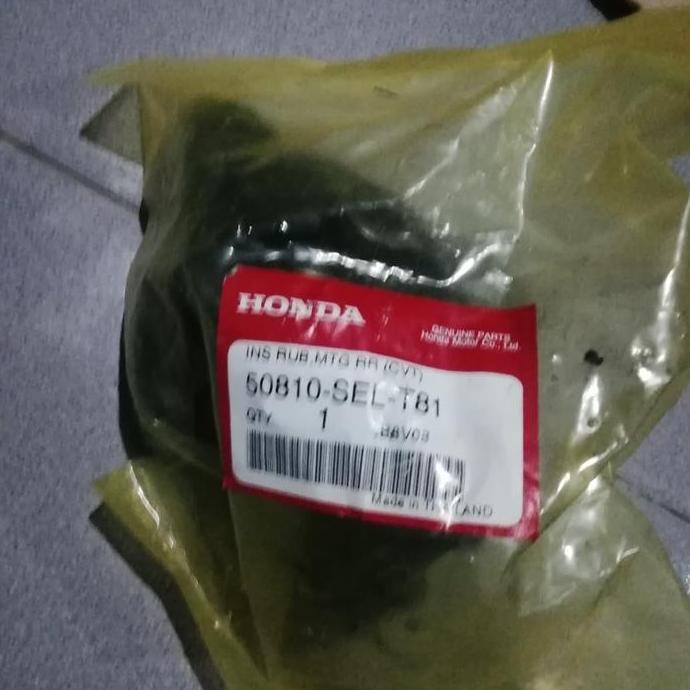 HONDA
GENUINE PARTS
Honda Motor Co., Ltd.
INS RUB,MTG RR (CVT)
50810-SEL-T81
QTY 1 BBV03
Made in THAILAND